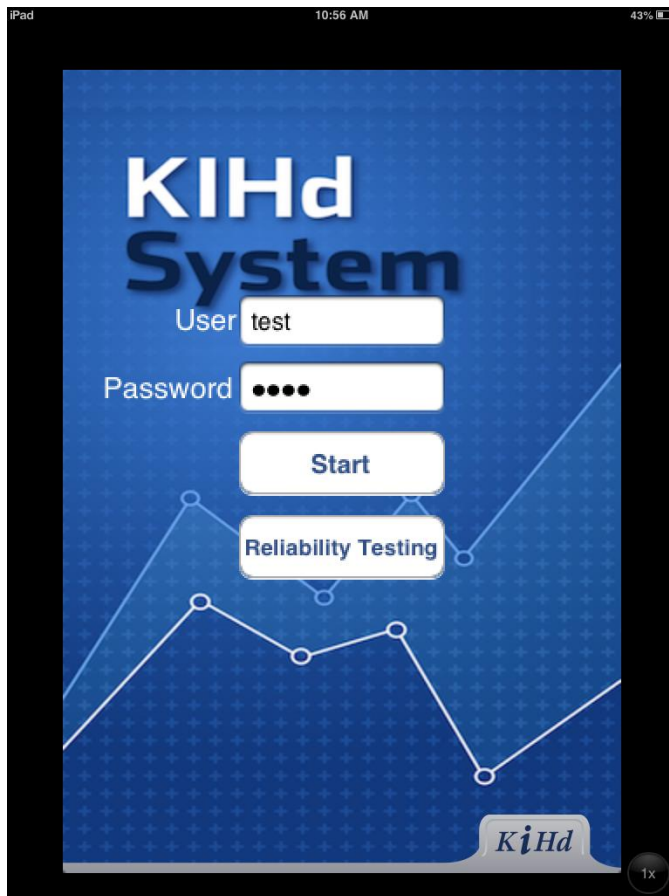 iPad 10:56 AM 43%
KIHd
System
User test
Password ●●●●
Start
Reliability Testing
KiHd
1x